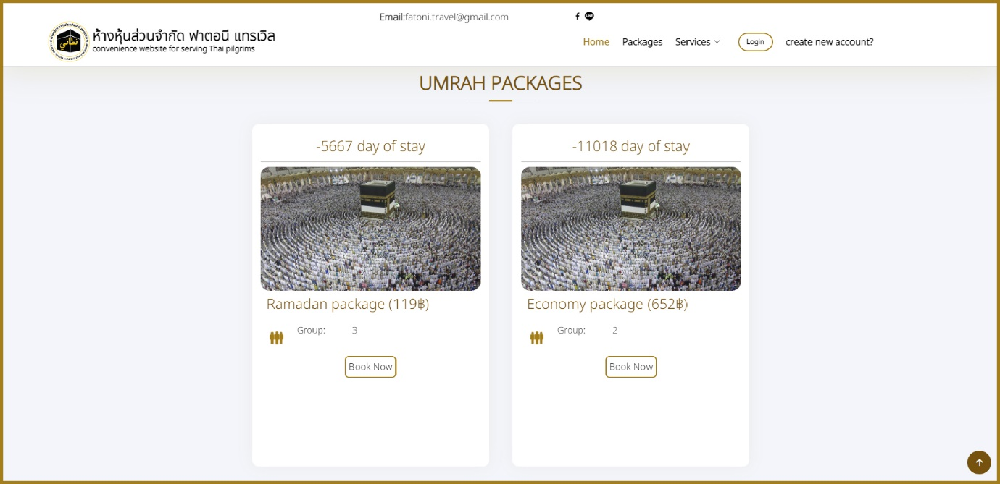 Email:fatoni.travel@gmail.com
ห้างหุ้นส่วนจำกัด ฟาตอนี แทรเวิล
convenience website for serving Thai pilgrims
Home Packages Services Login create new account?
UMRAH PACKAGES
-5667 day of stay
Ramadan package (119฿)
Group: 3
Book Now
-11018 day of stay
Economy package (652฿)
Group: 2
Book Now